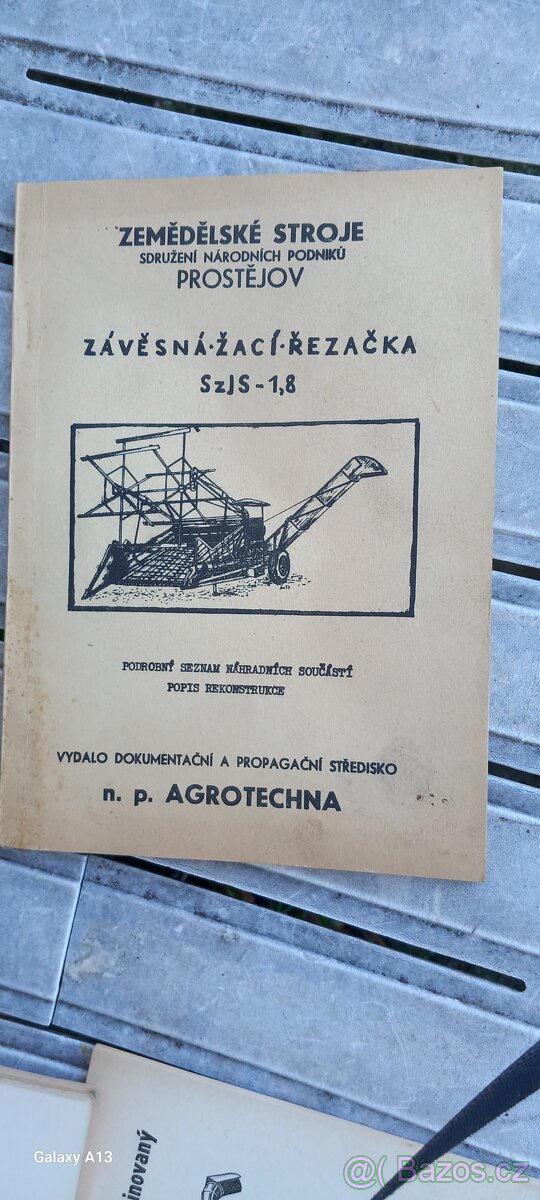 ZEMĚDĚLSKÉ STROJE
SDRUŽENÍ NÁRODNÍCH PODNIKŮ
PROSTĚJOV
ZÁVĚSNÁ·ŽACÍ·ŘEZAČKA
SzJS-1,8
PODROBNÝ SEZNAM NÁHRADNÍCH SOUČÁSTÍ
POPIS REKONSTRUKCE
VYDALO DOKUMENTAČNÍ A PROPAGAČNÍ STŘEDISKO
n. p. AGROTECHNA
inovaný
Galaxy A13
@ Bazos.cz